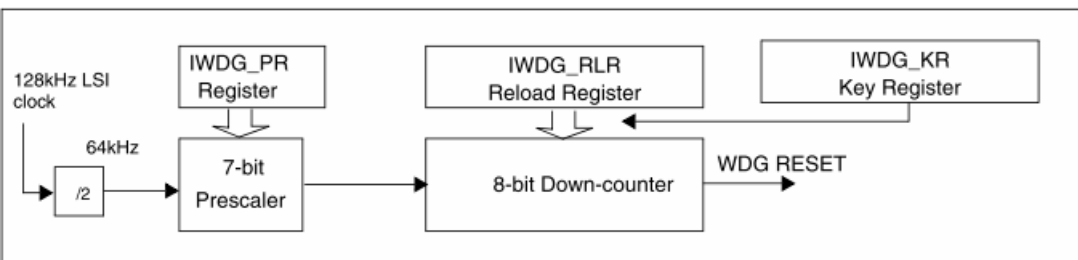 128kHz LSI
clock
IWDG_PR
Register
IWDG_RLR
Reload Register
IWDG_KR
Key Register
64kHz
/2
7-bit
Prescaler
8-bit Down-counter
WDG RESET